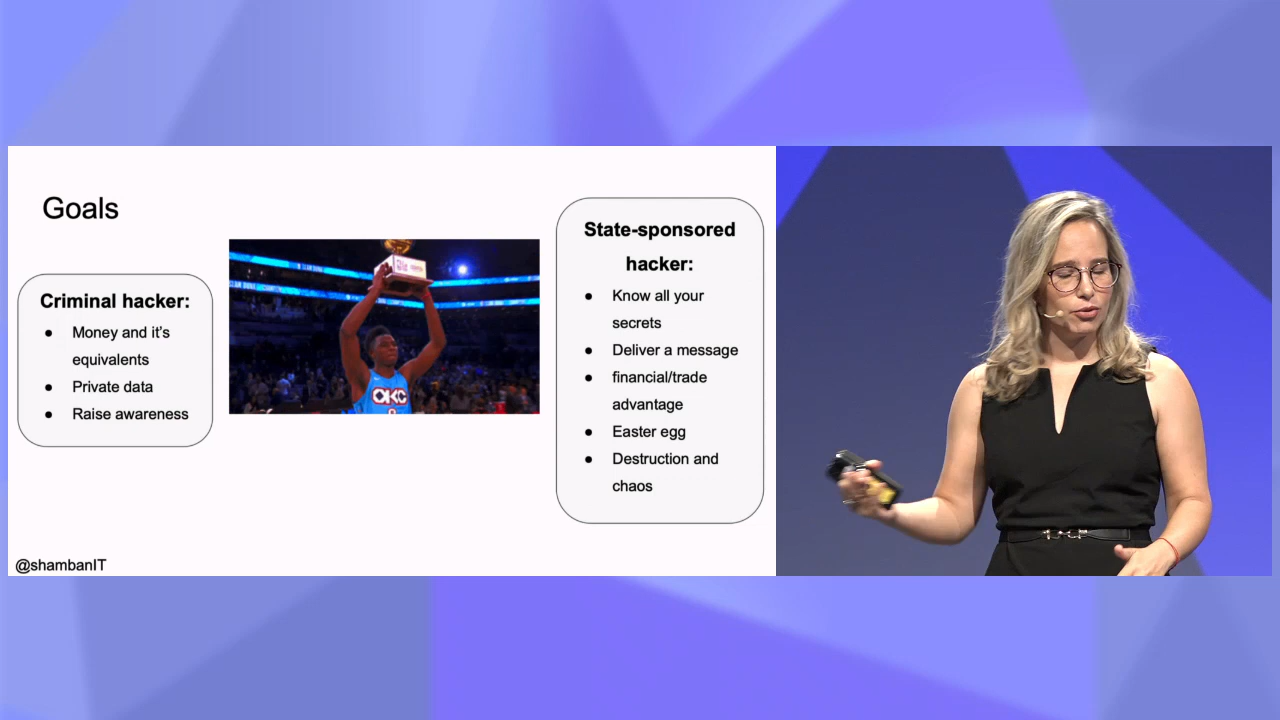 Goals
Criminal hacker:
● Money and it's
equivalents
● Private data
● Raise awareness
OKC
State-sponsored
hacker:
● Know all your
secrets
● Deliver a message
● financial/trade
advantage
● Easter egg
● Destruction and
chaos
@shambanIT